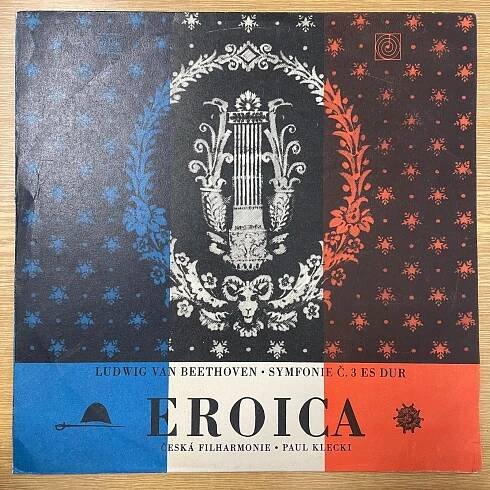 LUDWIG VAN BEETHOVEN • SYMFONIE Č. 3 ES DUR
EROICA
ČESKÁ FILHARMONIE • PAUL KLECKI